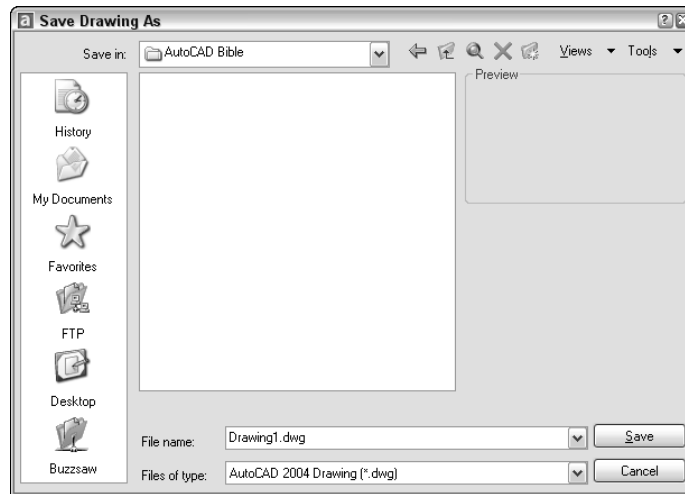 a Save Drawing As
Save in: AutoCAD Bible Views Tools
Preview
History
My Documents
Favorites
FTP
Desktop
Buzzsaw
File name: Drawing1.dwg Save
Files of type: AutoCAD 2004 Drawing (*.dwg) Cancel